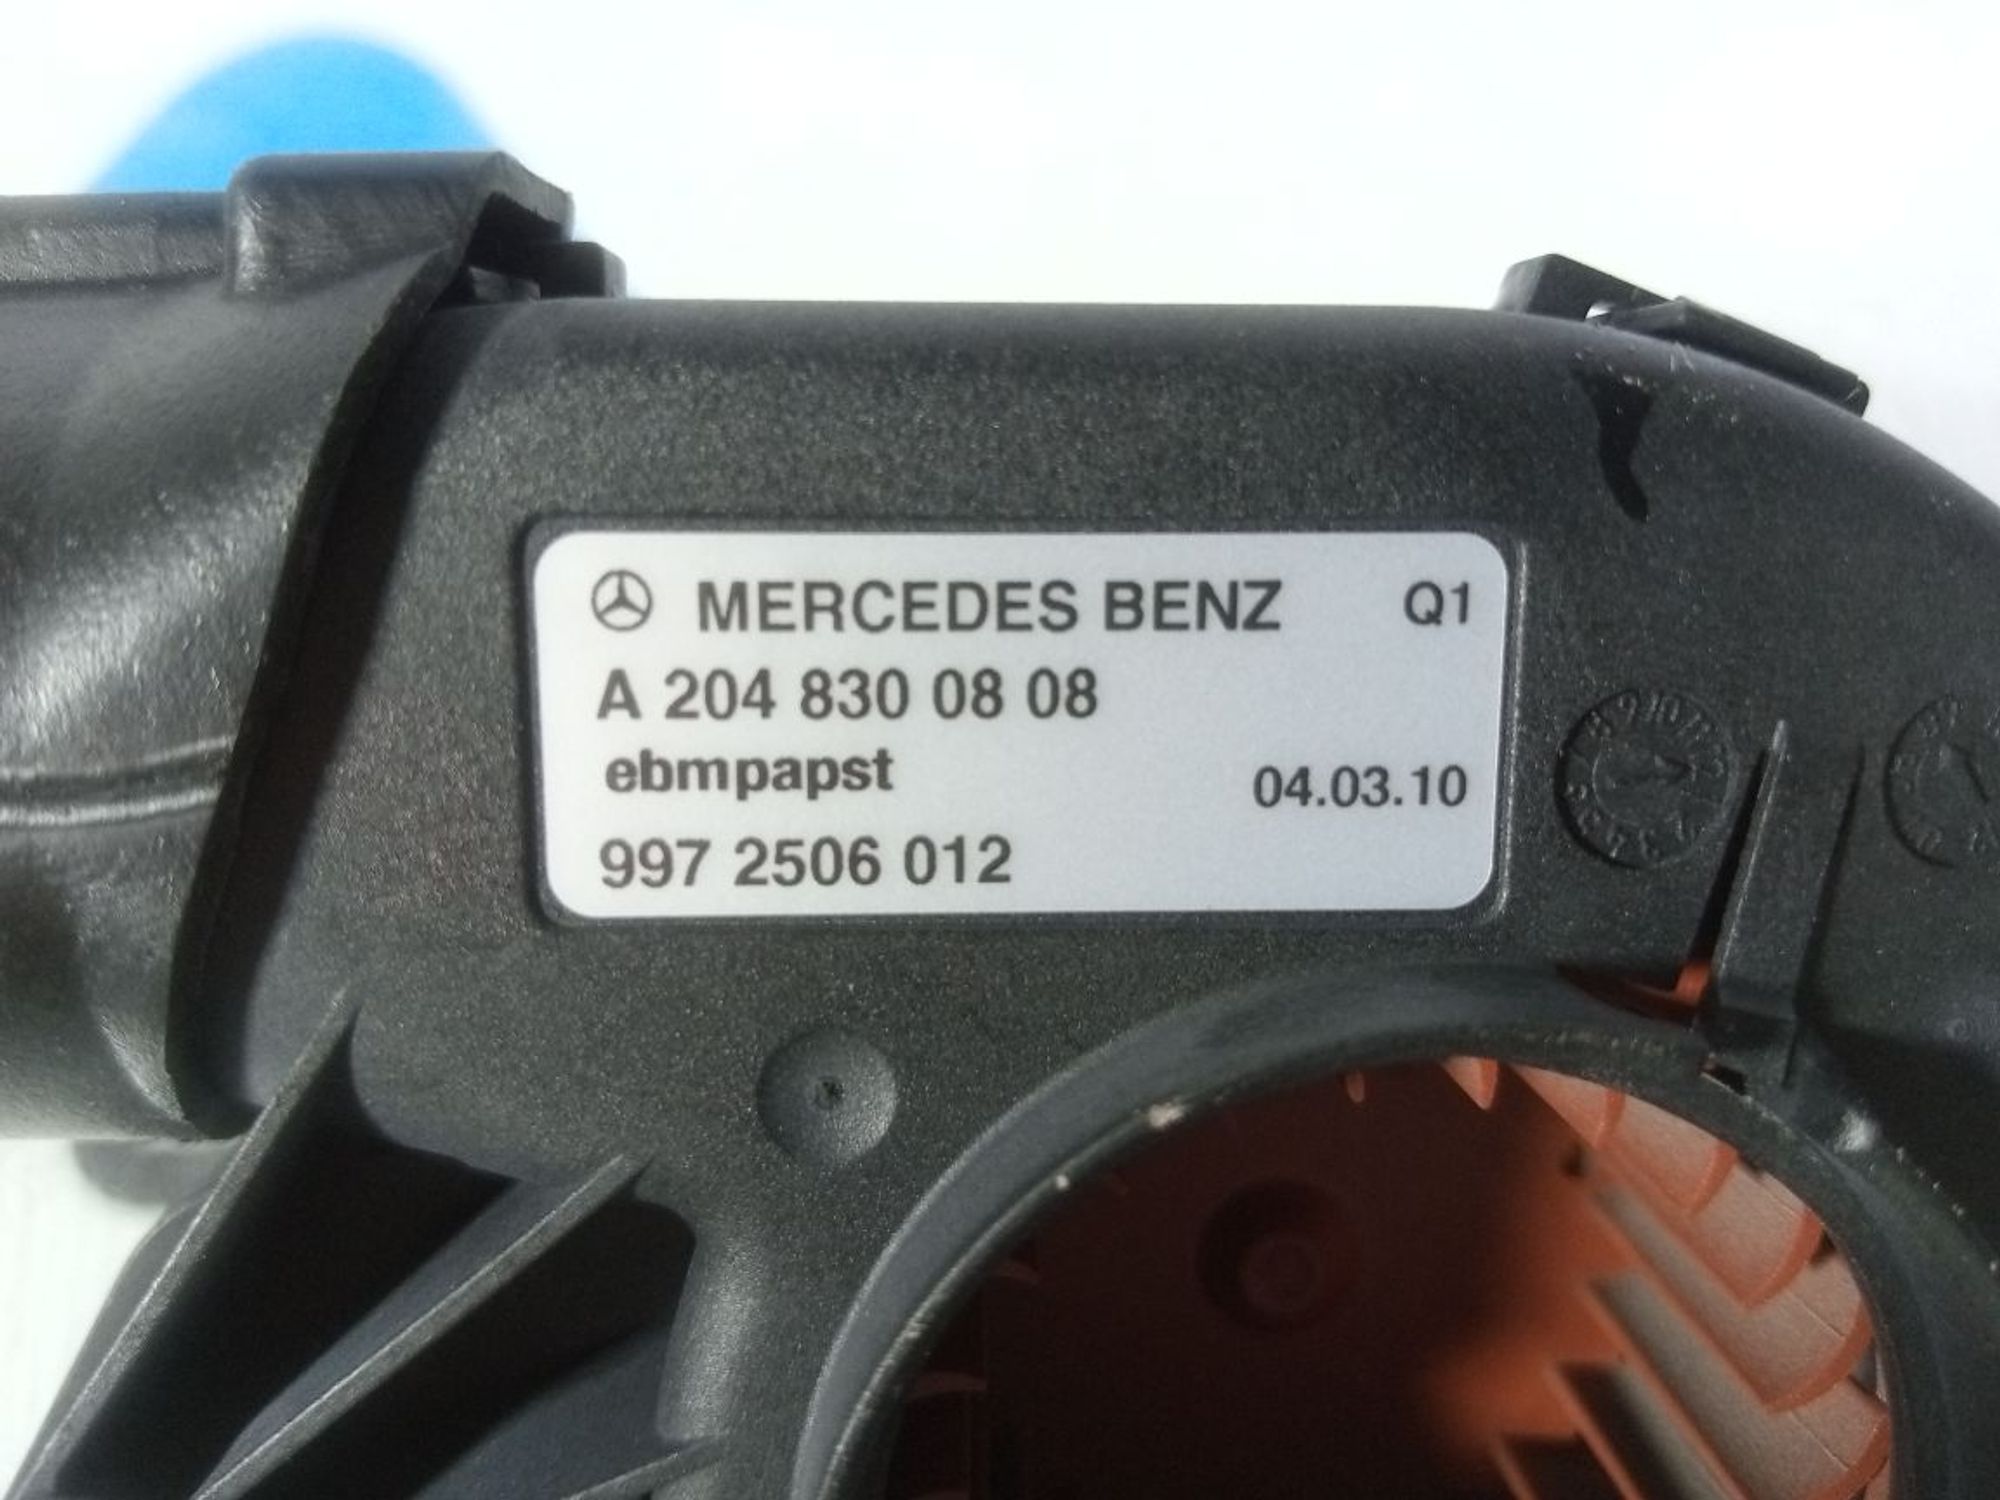 MERCEDES BENZ Q1
A 204 830 08 08
ebmpapst 04.03.10
997 2506 012